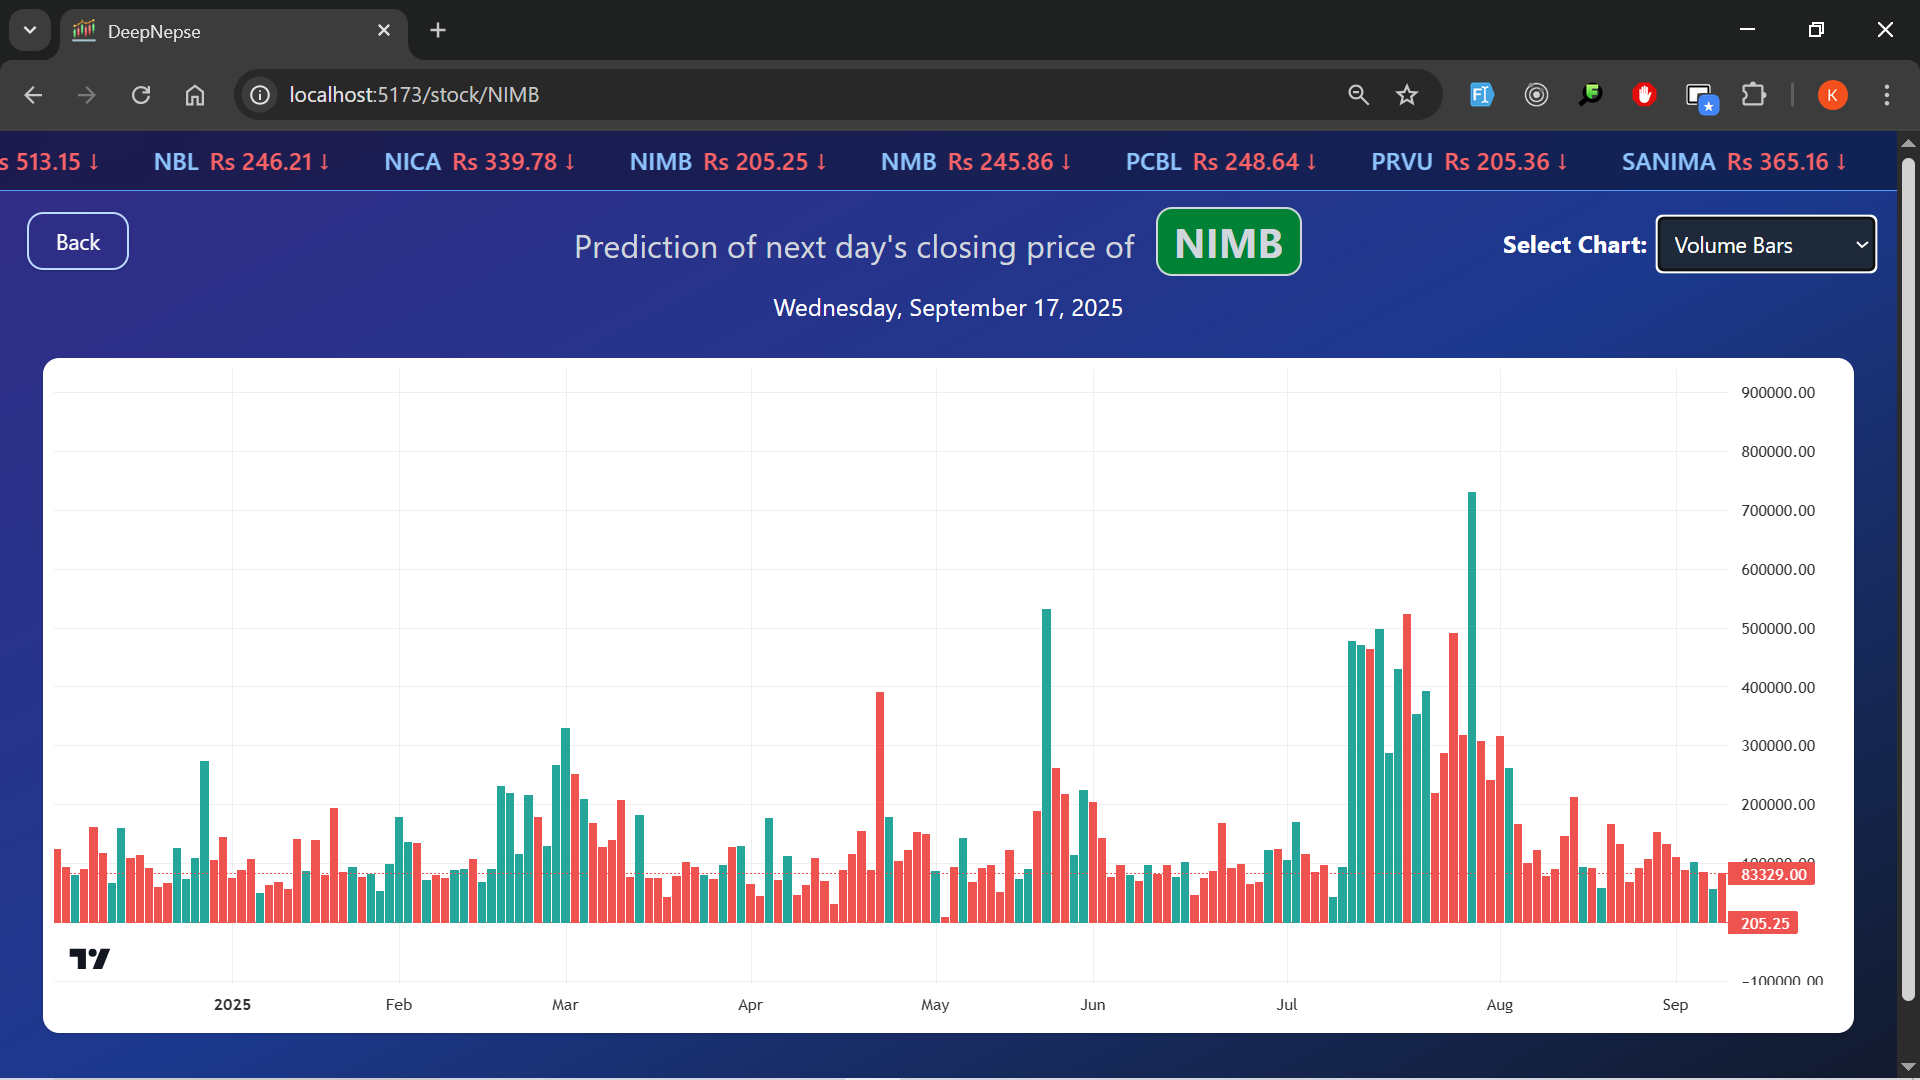 DeepNepse
localhost:5173/stock/NIMB
K
s 513.15 ↓ NBL Rs 246.21 ↓ NICA Rs 339.78 ↓ NIMB Rs 205.25 ↓ NMB Rs 245.86 ↓ PCBL Rs 248.64 ↓ PRVU Rs 205.36 ↓ SANIMA Rs 365.16 ↓
Back
Prediction of next day's closing price of NIMB
Select Chart: Volume Bars
Wednesday, September 17, 2025
900000.00
800000.00
700000.00
600000.00
500000.00
400000.00
300000.00
200000.00
100000.00
83329.00
205.25
−100000.00
2025 Feb Mar Apr May Jun Jul Aug Sep